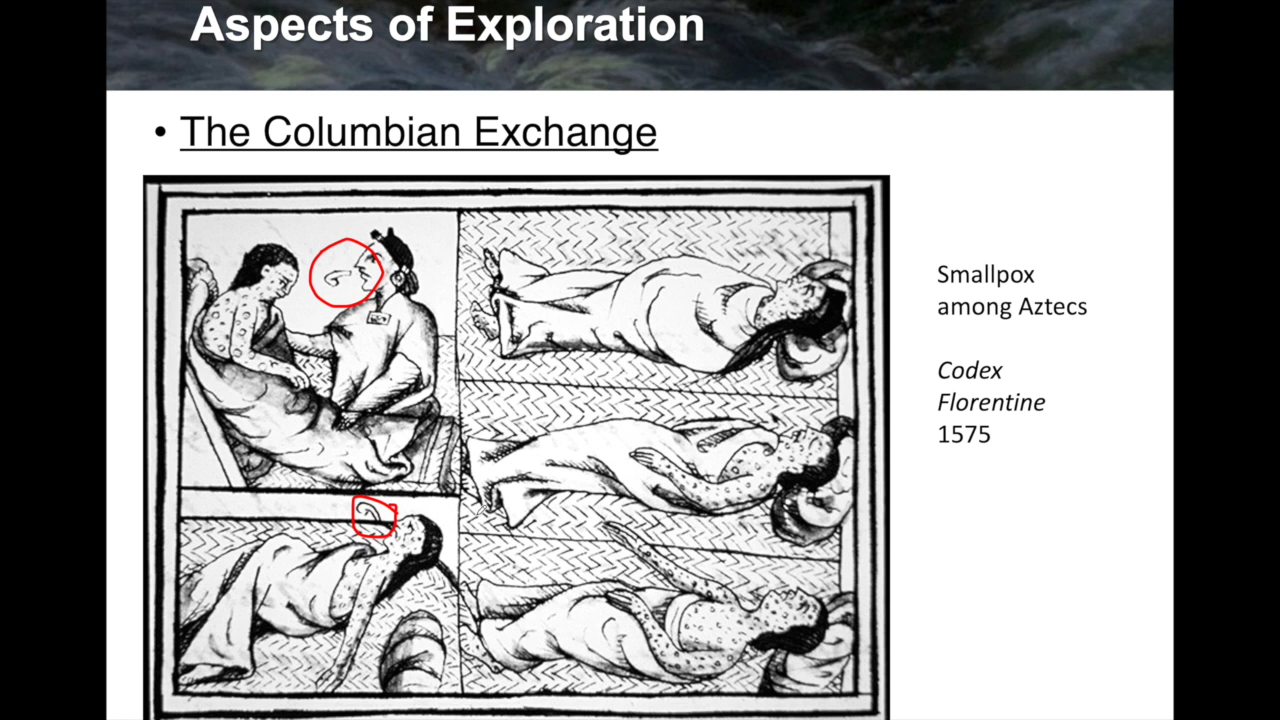 Aspects of Exploration
• The Columbian Exchange
Smallpox
among Aztecs
Codex
Florentine
1575